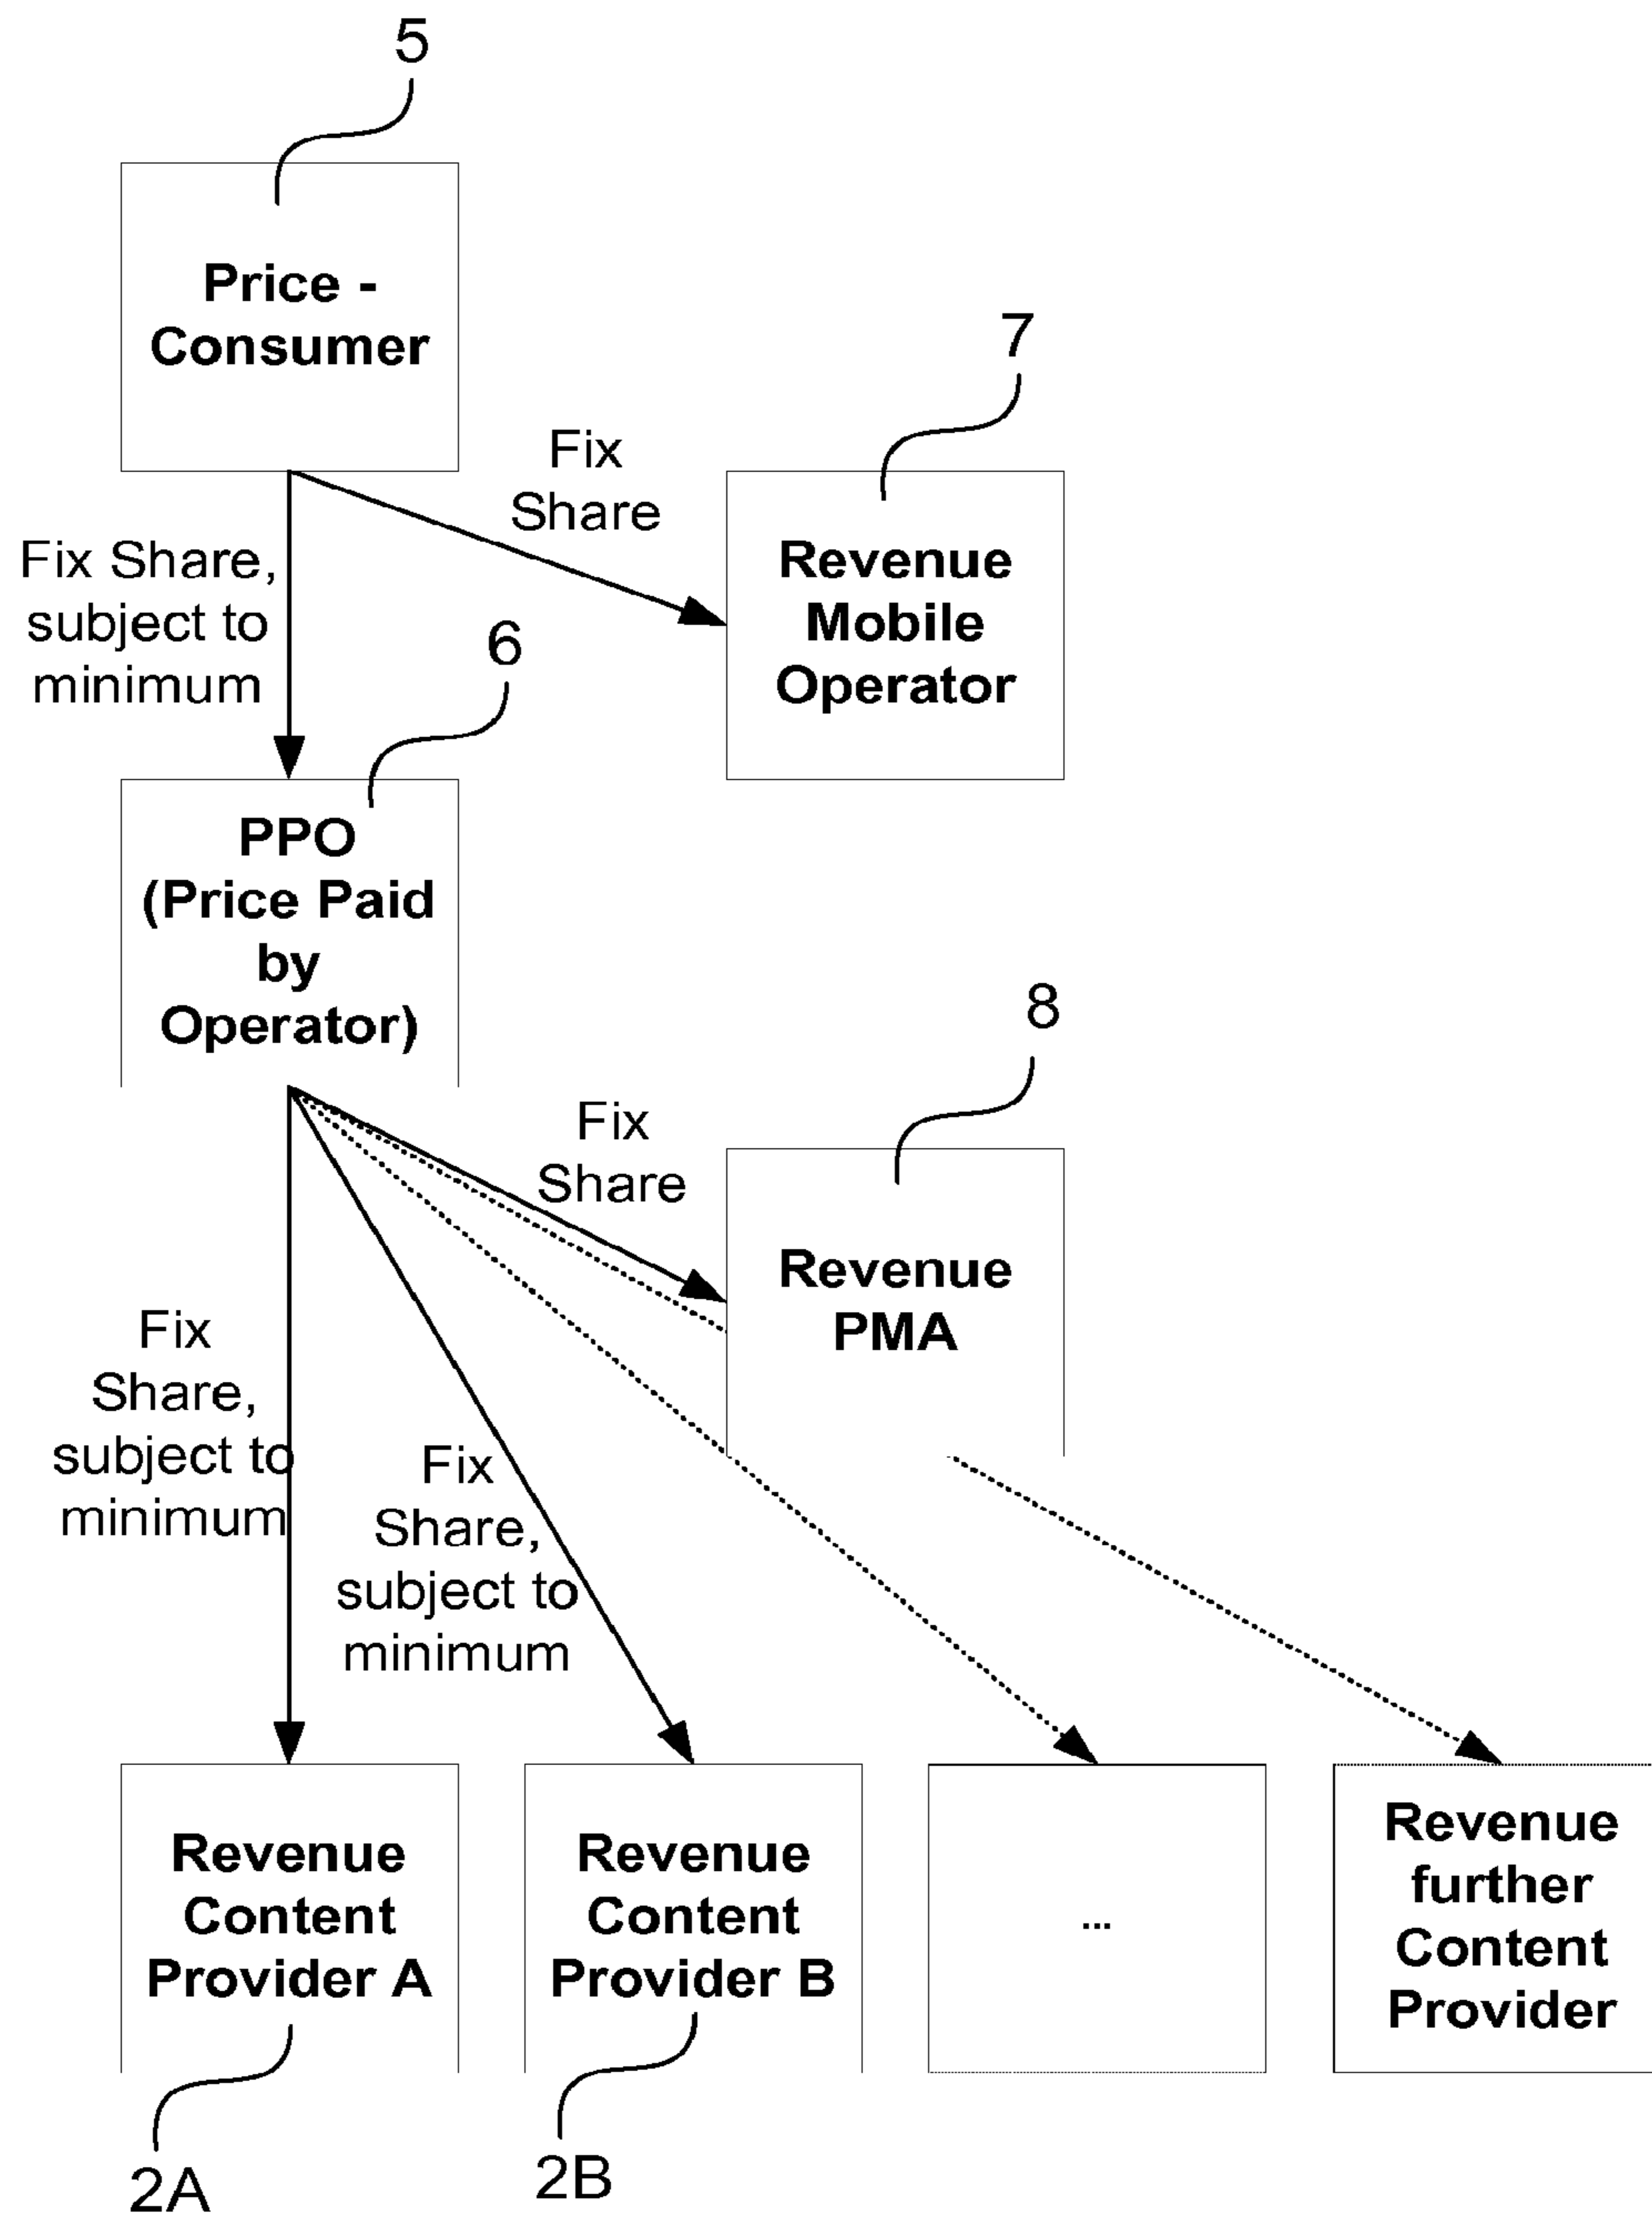 5
Price -
Consumer
7
Fix
Share
Revenue
Mobile
Operator
Fix Share,
subject to
minimum
6
PPO
(Price Paid
by
Operator)
8
Fix
Share
Revenue
PMA
Fix
Share,
subject to
minimum
Fix
Share,
subject to
minimum
Revenue
Content
Provider A
Revenue
Content
Provider B
...
Revenue
further
Content
Provider
2A
2B